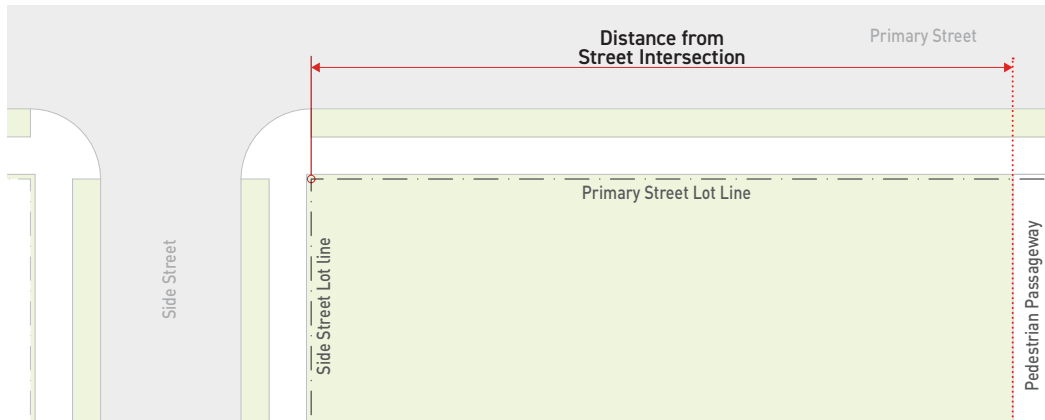 Primary Street
Distance from
Street Intersection
Primary Street Lot Line
Side Street
Side Street Lot line
Pedestrian Passageway